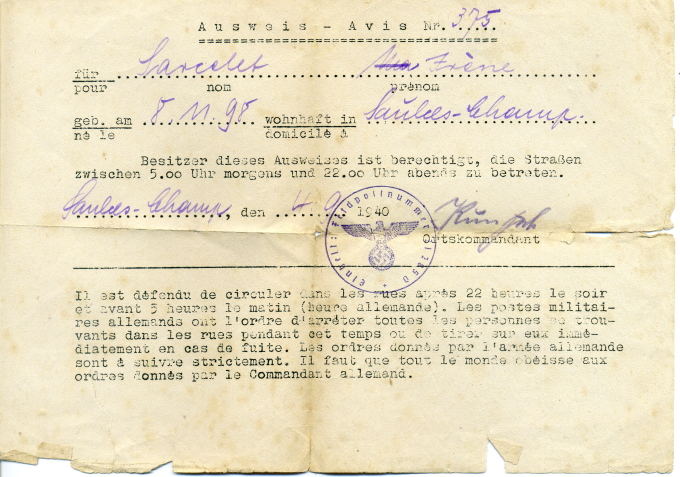 Ausweis - Avis Nr. 375
für Sarcelet Irène
pour nom prénom
geb. am 8.11.98 wohnhaft in Saulces-Champ.
né le domicilé à
Besitzer dieses Ausweises ist berechtigt, die Straßen
zwischen 5.00 Uhr morgens und 22.00 Uhr abends zu betreten.
Saulces-Champ, den 4.9. 1940
Ortskommandant
Einheit: Feldpostnummer
Il est défendu de circuler dans les rues après 22 heures le soir
et avant 5 heures le matin (heure allemande). Les postes militai-
res allemands ont l'ordre d'arrêter toutes les personnes se trou-
vants dans les rues pendant cet temps ou de tirer sur eux immé-
diatement en cas de fuite. Les ordres donnés par l'armée allemande
sont à suivre strictement. Il faut que tout le monde obéisse aux
ordres donnés par le Commandant allemand.